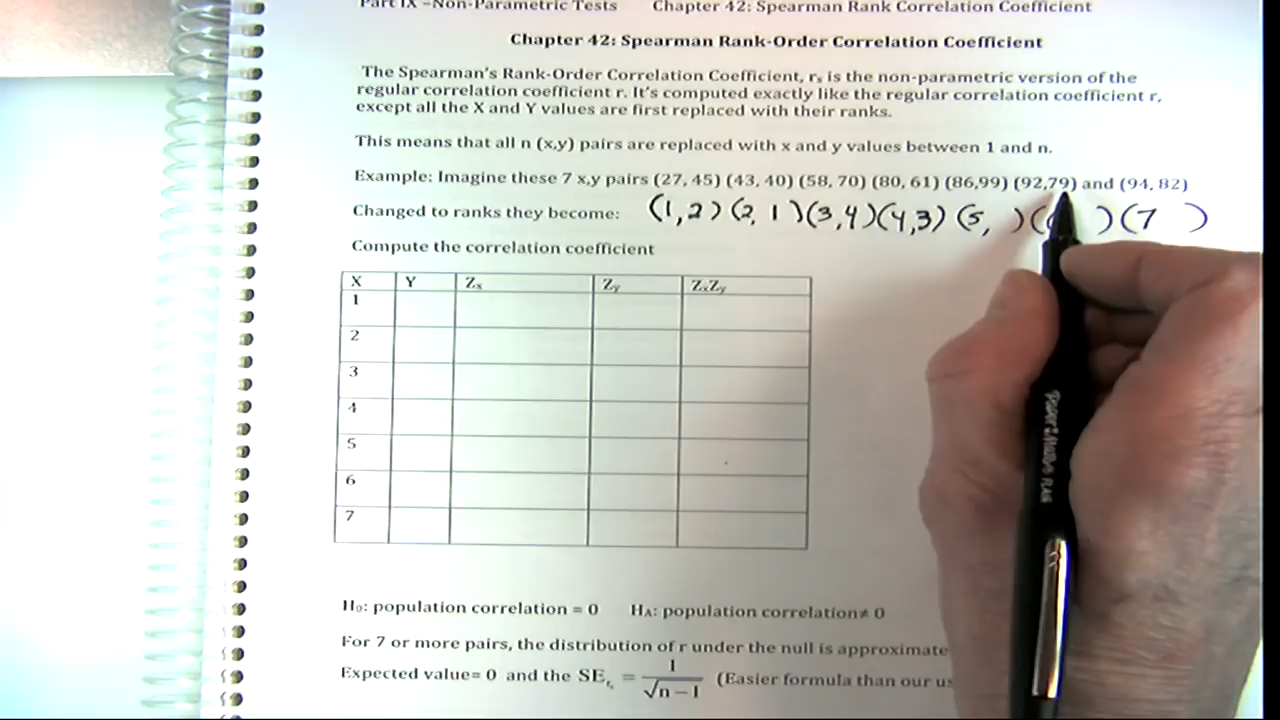 Part IX –Non-Parametric Tests Chapter 42: Spearman Rank Correlation Coefficient
Chapter 42: Spearman Rank-Order Correlation Coefficient
The Spearman's Rank-Order Correlation Coefficient, rₛ is the non-parametric version of the
regular correlation coefficient r. It's computed exactly like the regular correlation coefficient r,
except all the X and Y values are first replaced with their ranks.
This means that all n (x,y) pairs are replaced with x and y values between 1 and n.
Example: Imagine these 7 x,y pairs (27, 45) (43, 40) (58, 70) (80, 61) (86,99) (92,79) and (94, 82)
Changed to ranks they become: (1,2) (2, 1) (3,4) (4,3) (5, ) ( ) (7 )
Compute the correlation coefficient
X Y Zₓ Zᵧ ZₓZᵧ
1
2
3
4
5
6
7
H₀: population correlation = 0 HA: population correlation≠ 0
For 7 or more pairs, the distribution of r under the null is approximate
Expected value= 0 and the SE = 1/√n – 1 (Easier formula than our